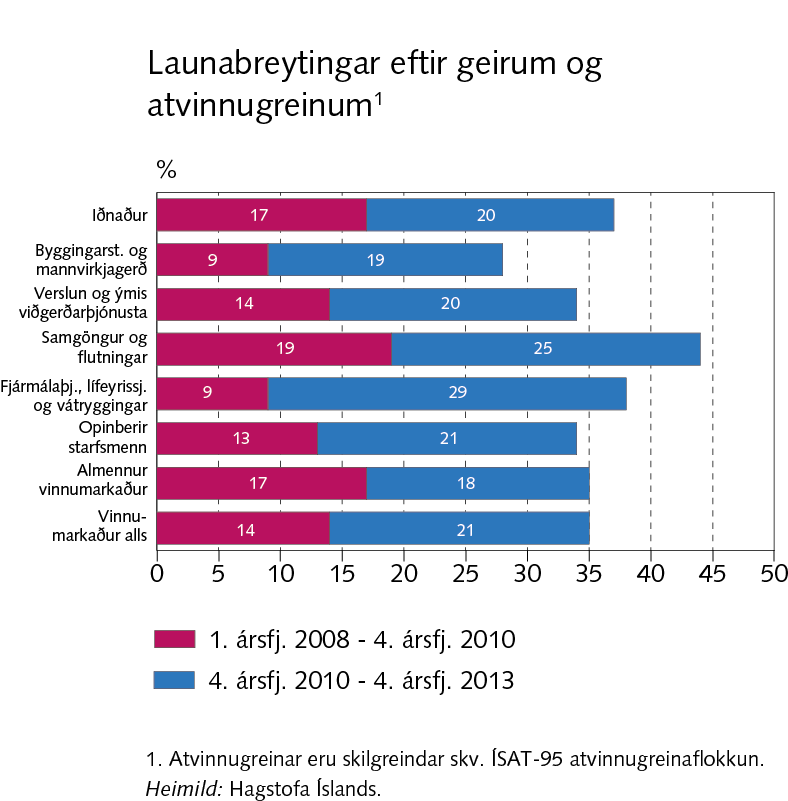 Launabreytingar eftir geirum og
atvinnugreinum1
%
Iðnaður
17 20
Byggingarst. og
mannvirkjagerð
9 19
Verslun og ýmis
viðgerðarþjónusta
14 20
Samgöngur og
flutningar
19 25
Fjármálaþj., lífeyrissj.
og vátryggingar
9 29
Opinberir
starfsmenn
13 21
Almennur
vinnumarkaður
17 18
Vinnu-
markaður alls
14 21
0 5 10 15 20 25 30 35 40 45 50
1. ársfj. 2008 - 4. ársfj. 2010
4. ársfj. 2010 - 4. ársfj. 2013
1. Atvinnugreinar eru skilgreindar skv. ÍSAT-95 atvinnugreinaflokkun.
Heimild: Hagstofa Íslands.